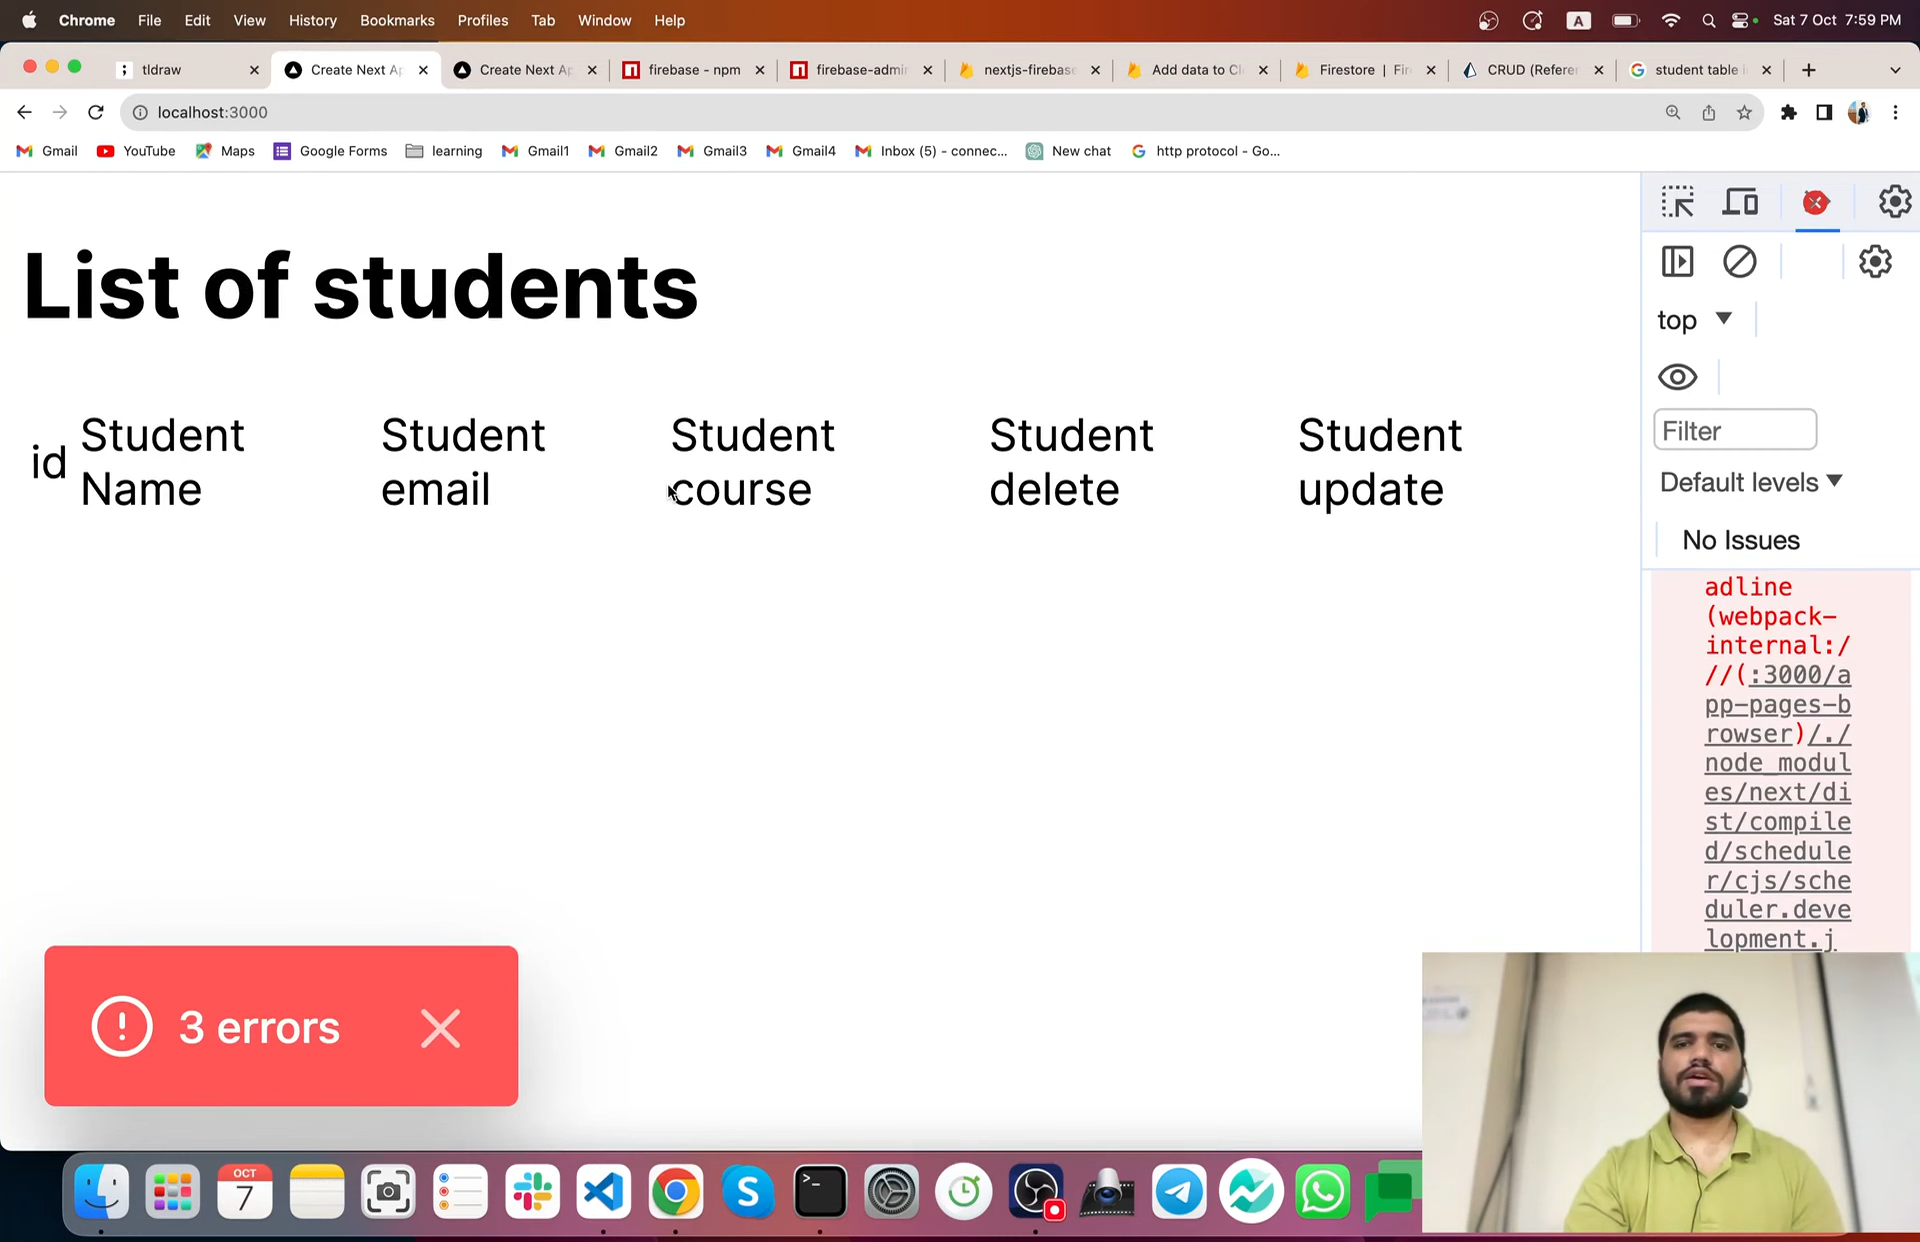 Chrome File Edit View History Bookmarks Profiles Tab Window Help A Sat 7 Oct 7:59 PM
tldraw Create Next Ap Create Next Ap firebase - npm firebase-admin nextjs-firebase Add data to Cl Firestore | Fir CRUD (Referen student table i
localhost:3000
Gmail YouTube Maps Google Forms learning Gmail1 Gmail2 Gmail3 Gmail4 Inbox (5) - connec... New chat http protocol - Go...
List of students
id Student Name Student email Student course Student delete Student update
top
Filter
Default levels
No Issues
adline
(webpack-
internal:/
//(:3000/a
pp-pages-b
rowser)/./
node_modul
es/next/di
st/compile
d/schedule
r/cjs/sche
duler.deve
lopment.j
3 errors
OCT
7